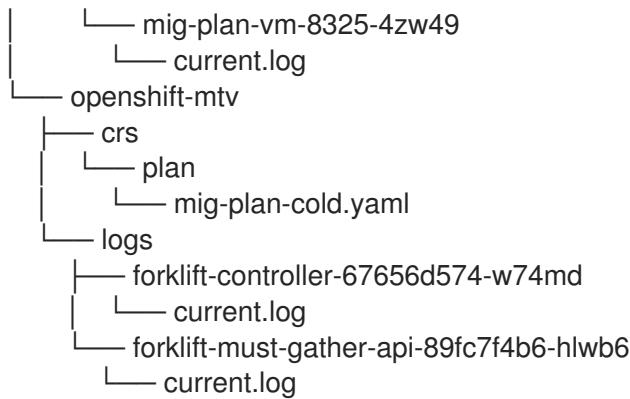 │       └── mig-plan-vm-8325-4zw49
│           └── current.log
└── openshift-mtv
    ├── crs
    │   └── plan
    │       └── mig-plan-cold.yaml
    └── logs
        ├── forklift-controller-67656d574-w74md
        │   └── current.log
        └── forklift-must-gather-api-89fc7f4b6-hlwb6
            └── current.log